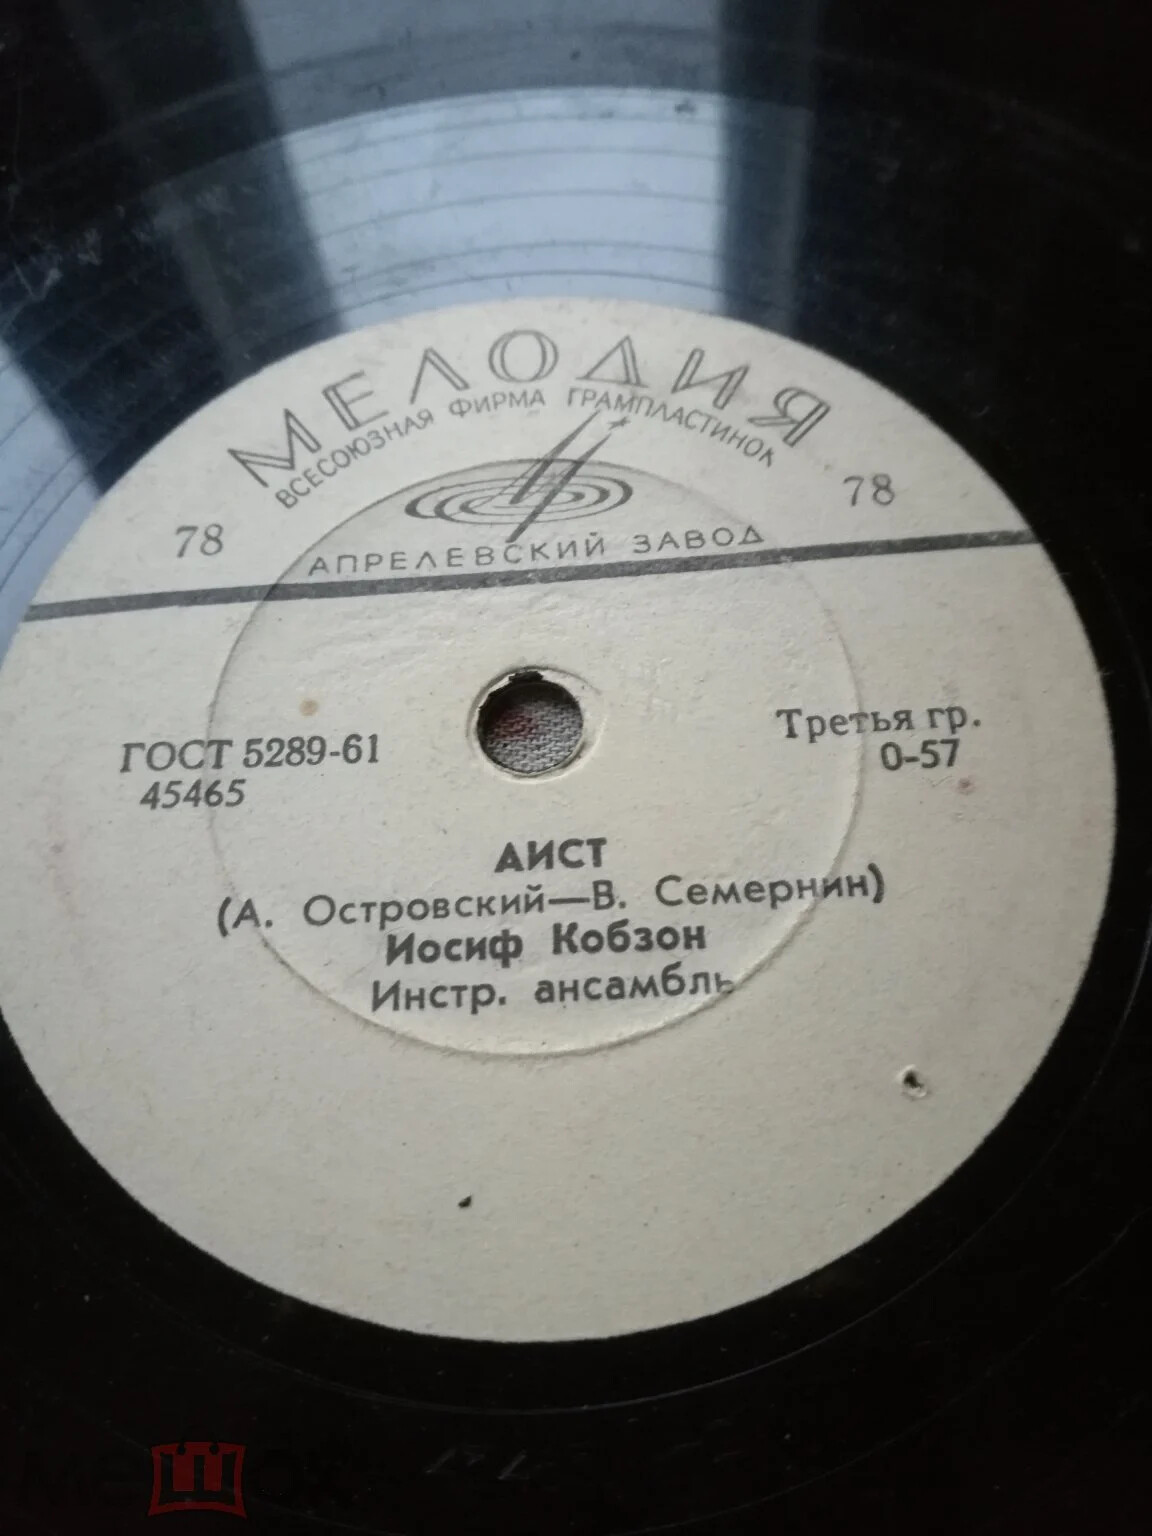 МЕЛОДИЯ
ВСЕСОЮЗНАЯ ФИРМА ГРАМПЛАСТИНОК
78
78
АПРЕЛЕВСКИЙ ЗАВОД
ГОСТ 5289-61
45465
Третья гр.
0-57
АИСТ
(А. Островский—В. Семернин)
Иосиф Кобзон
Инстр. ансамбль